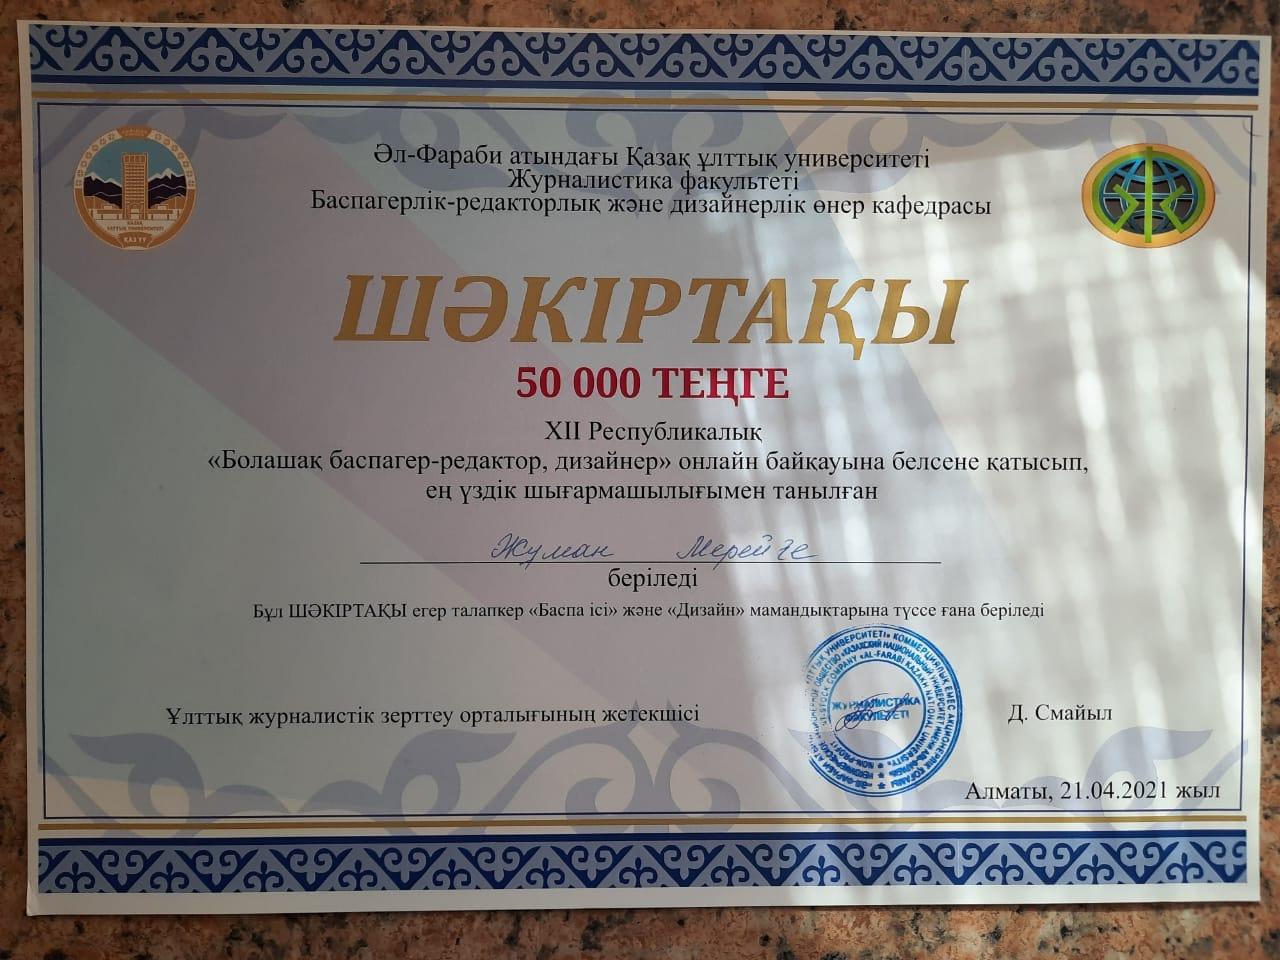 Әл-Фараби атындағы Қазақ ұлттық университеті
Журналистика факультеті
Баспагерлік-редакторлық және дизайнерлік өнер кафедрасы
ШӘКІРТАҚЫ
50 000 ТЕҢГЕ
XII Республикалық
«Болашақ баспагер-редактор, дизайнер» онлайн байқауына белсене қатысып,
ең үздік шығармашылығымен танылған
Жуман Мерейге
беріледі
Бұл ШӘКІРТАҚЫ егер талапкер «Баспа ісі» және «Дизайн» мамандықтарына түссе ғана беріледі
Ұлттық журналистік зерттеу орталығының жетекшісі
ЖУРНАЛИСТИКА
ФАКУЛЬТЕТІ
Д. Смайыл
Алматы, 21.04.2021 жыл